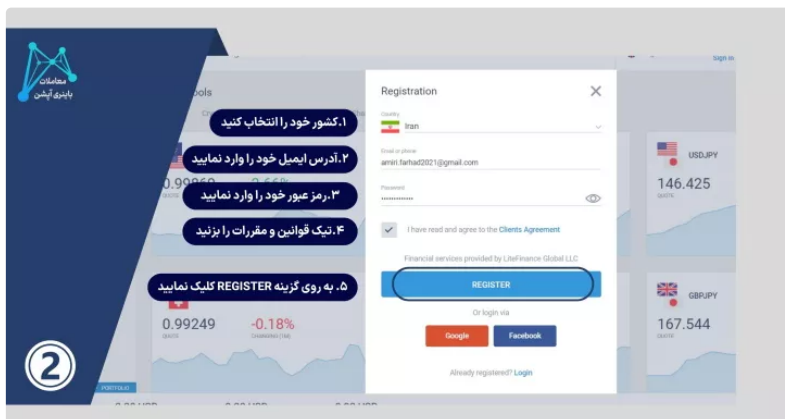 معاملات
باینری آپشن
ools
Sign in
Registration
Country
Iran
Email or phone
amiri.farhad2021@gmail.com
Password
I have read and agree to the Clients Agreement
Financial services provided by LiteFinance Global LLC
REGISTER
Or login via
Google
Facebook
Already registered? Login
۱.کشور خود را انتخاب کنید
۲.آدرس ایمیل خود را وارد نمایید
۳.رمز عبور خود را وارد نمایید
۴.تیک قوانین و مقررات را بزنید
۵. به روی گزینه REGISTER کلیک نمایید
USDJPY
146.425
QUOTE
GBPJPY
167.544
QUOTE
0.99249
QUOTE
-0.18%
2
PORTFOLIO